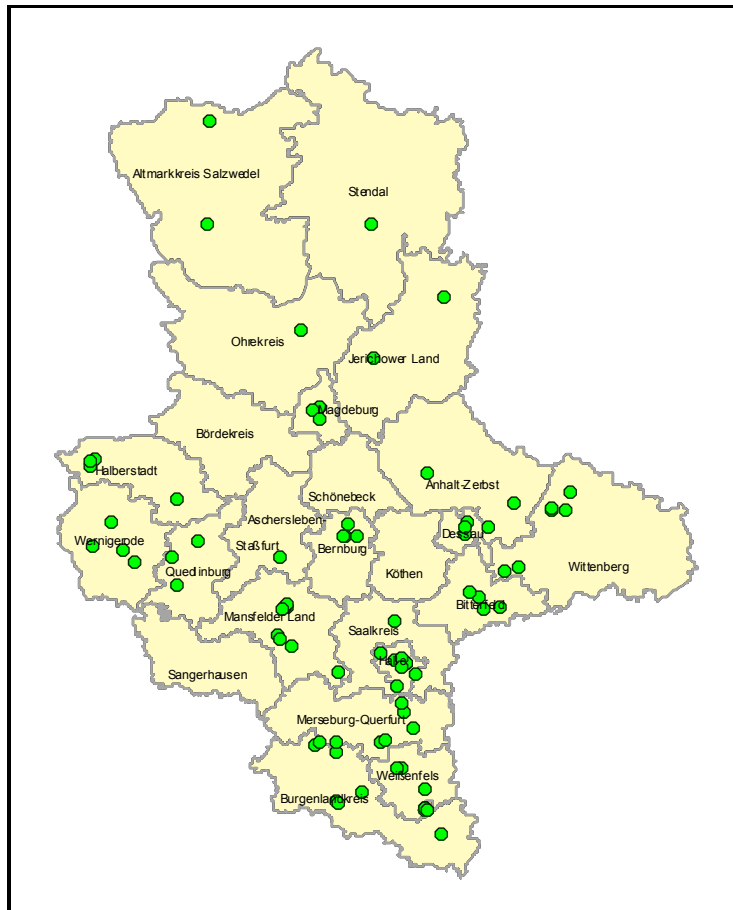 Altmarkkreis Salzwedel
Stendal
Ohrekreis
Jerichower Land
Magdeburg
Bördekreis
Halberstadt
Anhalt-Zerbst
Schönebeck
Aschersleben-
Staßfurt
Wernigerode
Dessau
Bernburg
Quedlinburg
Köthen
Wittenberg
Bitterfeld
Mansfelder Land
Saalkreis
Halle
Sangerhausen
Merseburg-Querfurt
Weißenfels
Burgenlandkreis